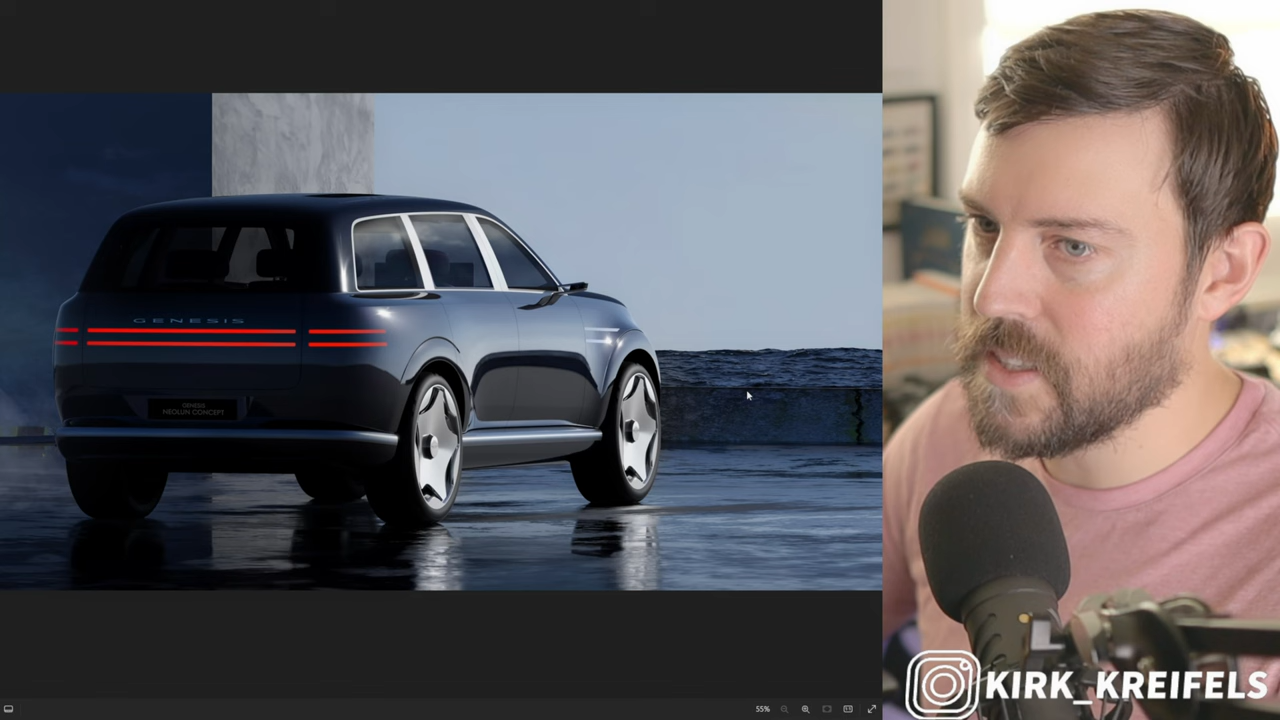 GENESIS
GENESIS
NEOLUN CONCEPT
55%
KIRK_KREIFELS